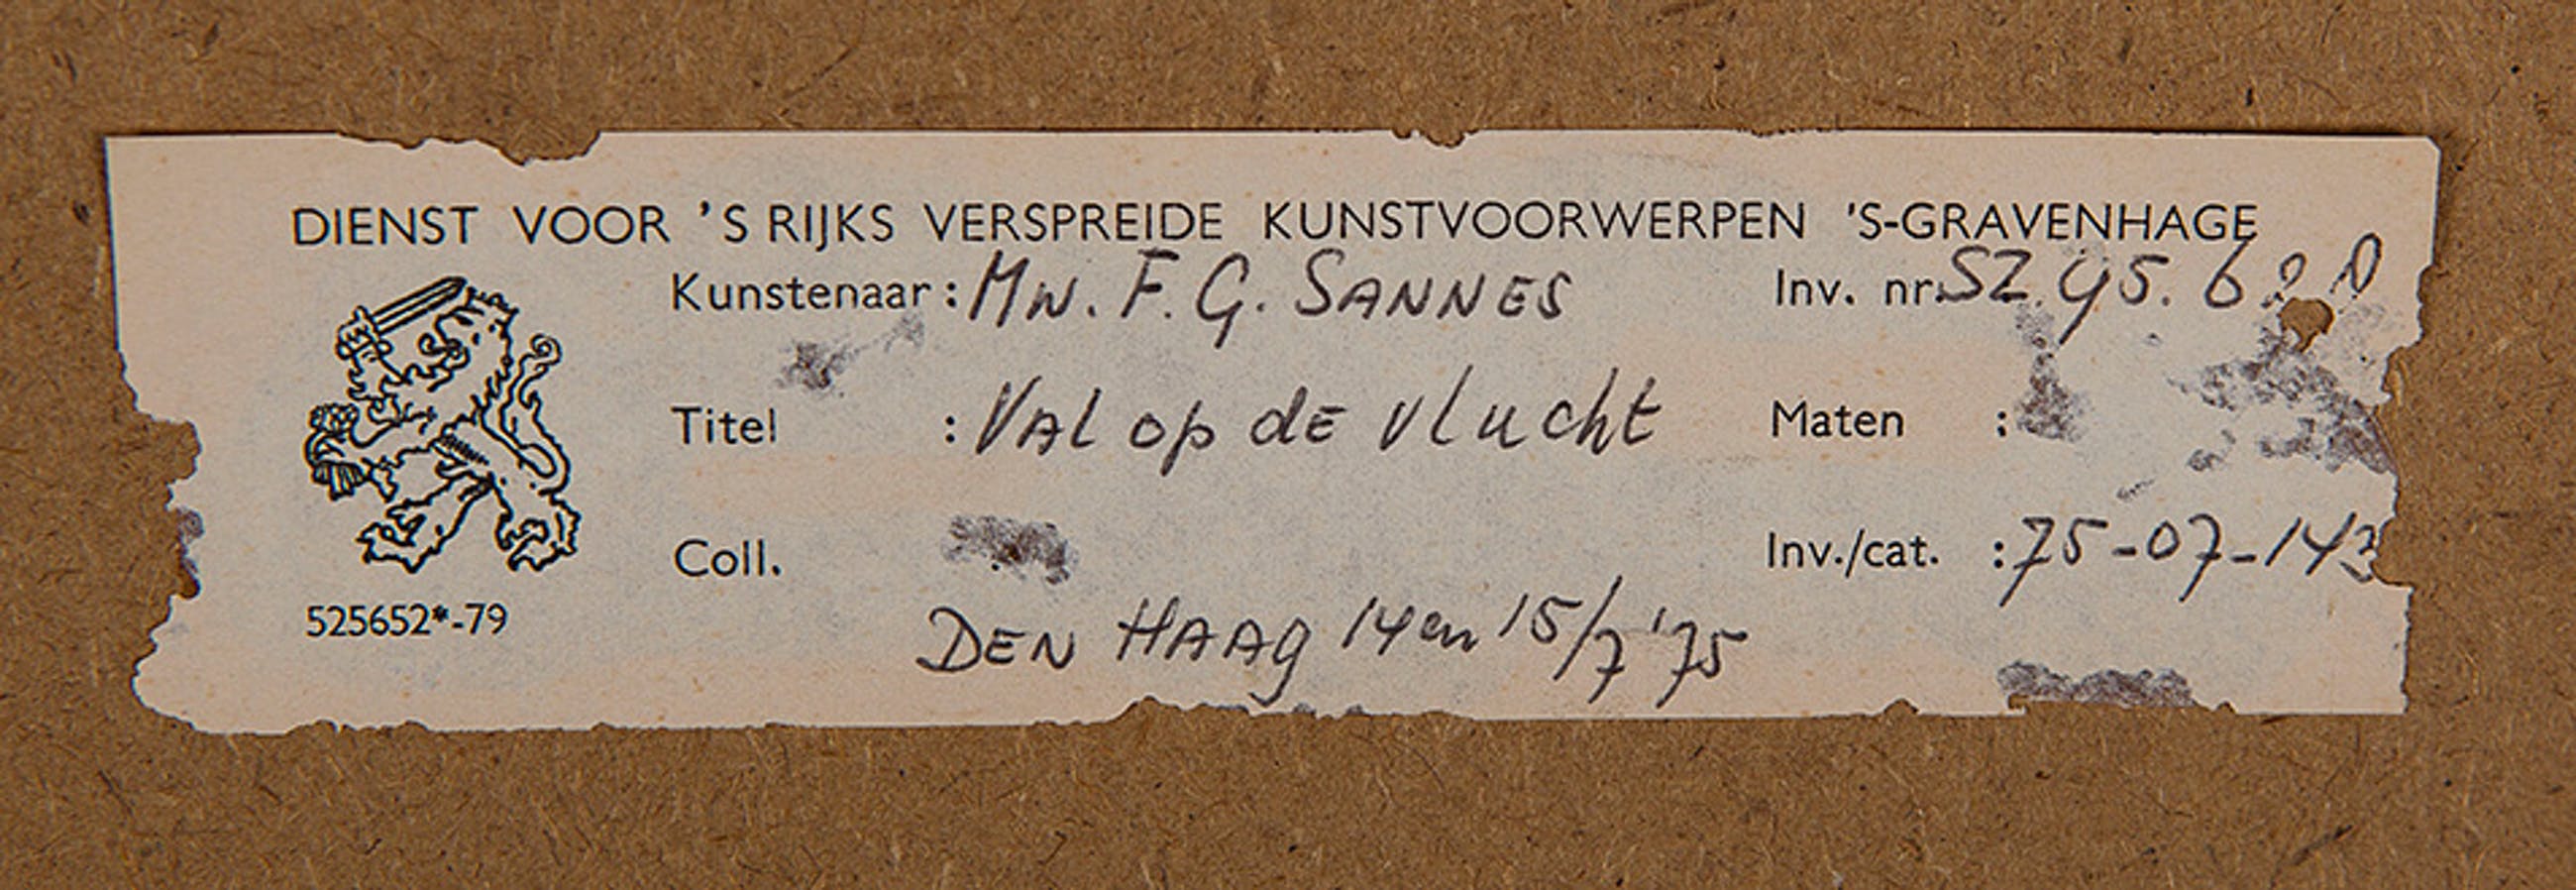 DIENST VOOR 'S RIJKS VERSPREIDE KUNSTVOORWERPEN 'S-GRAVENHAGE
Kunstenaar : Mw. F. G. SANNES Inv. nr.
Titel : VAL op dE vlucht Maten :
Coll. Inv./cat. : 75-07-143
525652*-79
DEN HAAg 14 en 15/7 '75